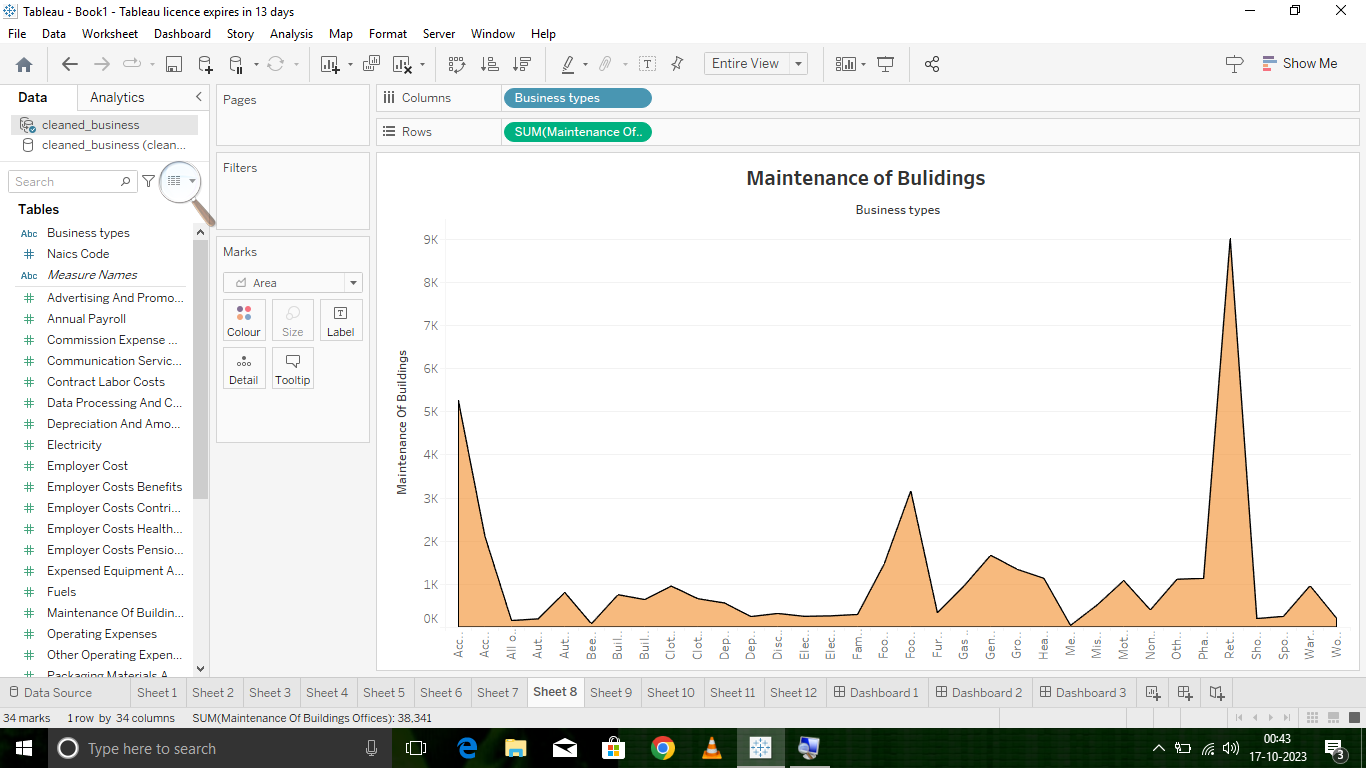 Tableau - Book1 - Tableau licence expires in 13 days
File Data Worksheet Dashboard Story Analysis Map Format Server Window Help
Entire View
Show Me
Data Analytics
cleaned_business
cleaned_business (clean...
Search
Tables
Abc Business types
# Naics Code
Abc Measure Names
# Advertising And Promo...
# Annual Payroll
# Commission Expense ...
# Communication Servic...
# Contract Labor Costs
# Data Processing And C...
# Depreciation And Amo...
# Electricity
# Employer Cost
# Employer Costs Benefits
# Employer Costs Contri...
# Employer Costs Health...
# Employer Costs Pensio...
# Expensed Equipment A...
# Fuels
# Maintenance Of Buildin...
# Operating Expenses
# Other Operating Expen...
# Packaging Materials A...
Pages
Filters
Marks
Area
Colour Size Label
Detail Tooltip
Columns Business types
Rows SUM(Maintenance Of..
Maintenance of Bulidings
Business types
Maintenance Of Buildings
9K
8K
7K
6K
5K
4K
3K
2K
1K
0K
Acc.. Acc.. All o.. Aut.. Aut.. Bee.. Buil.. Buil.. Clot.. Clot.. Dep.. Dep.. Disc.. Elec.. Elec.. Fam.. Foo.. Foo.. Fur.. Gas .. Gen.. Gro.. Hea.. Me.. Mis.. Mot.. Non.. Oth.. Pha.. Ret.. Sho.. Spo.. War.. Wo..
Data Source Sheet 1 Sheet 2 Sheet 3 Sheet 4 Sheet 5 Sheet 6 Sheet 7 Sheet 8 Sheet 9 Sheet 10 Sheet 11 Sheet 12 Dashboard 1 Dashboard 2 Dashboard 3
34 marks 1 row by 34 columns SUM(Maintenance Of Buildings Offices): 38,341
Type here to search
00:43
17-10-2023
3